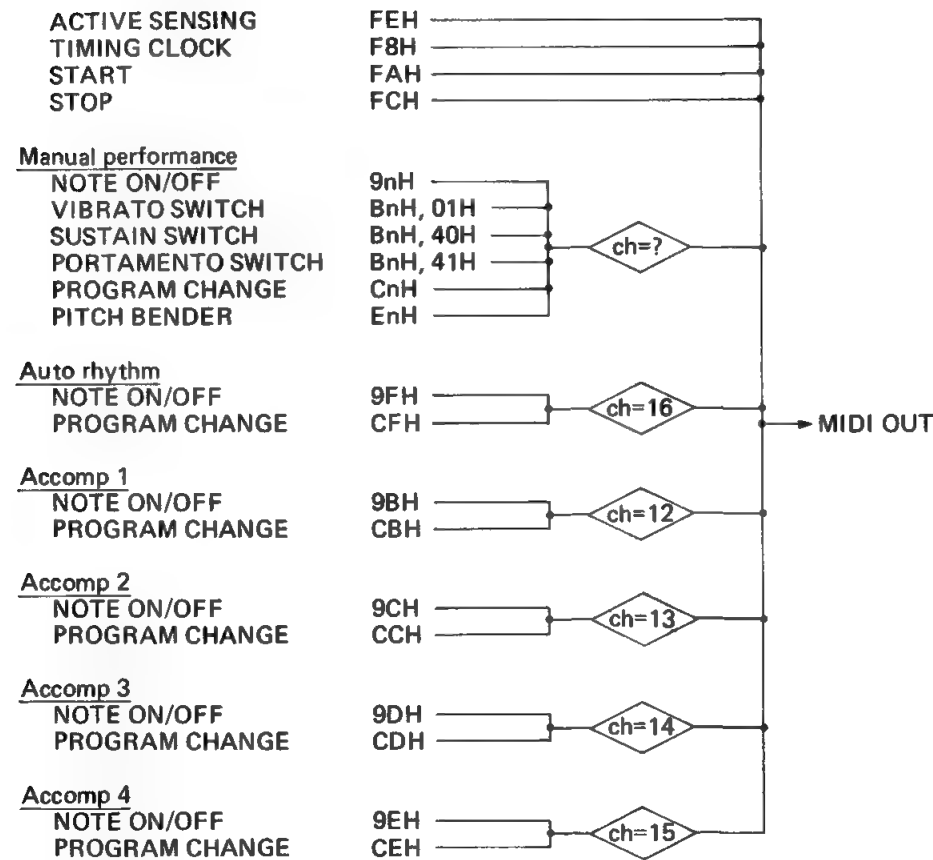 ACTIVE SENSING FEH
TIMING CLOCK F8H
START FAH
STOP FCH
Manual performance
NOTE ON/OFF 9nH
VIBRATO SWITCH BnH, 01H
SUSTAIN SWITCH BnH, 40H
ch=?
PORTAMENTO SWITCH BnH, 41H
PROGRAM CHANGE CnH
PITCH BENDER EnH
Auto rhythm
NOTE ON/OFF 9FH
ch=16
PROGRAM CHANGE CFH
MIDI OUT
Accomp 1
NOTE ON/OFF 9BH
ch=12
PROGRAM CHANGE CBH
Accomp 2
NOTE ON/OFF 9CH
ch=13
PROGRAM CHANGE CCH
Accomp 3
NOTE ON/OFF 9DH
ch=14
PROGRAM CHANGE CDH
Accomp 4
NOTE ON/OFF 9EH
ch=15
PROGRAM CHANGE CEH